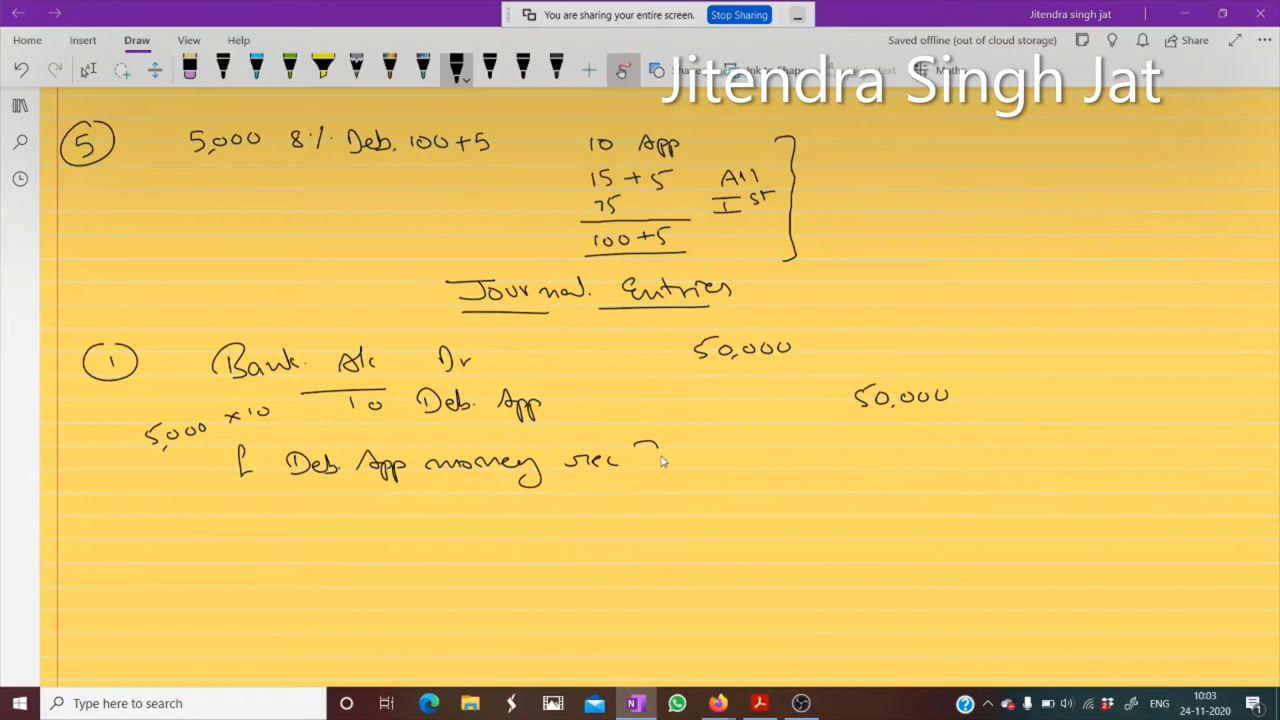 You are sharing your entire screen. Stop Sharing
Jitendra singh jat
Home Insert Draw View Help
Saved offline (out of cloud storage) Share
Jitendra Singh Jat
5 5,000 8% Deb. 100+5 10 App
15 + 5 All
75 I st
100+5
Journal Entries
1 Bank A/c Dr 50,000
To Deb. App 50,000
5,000 × 10
[ Deb. App money rec ]
Type here to search
ENG
10:03
24-11-2020